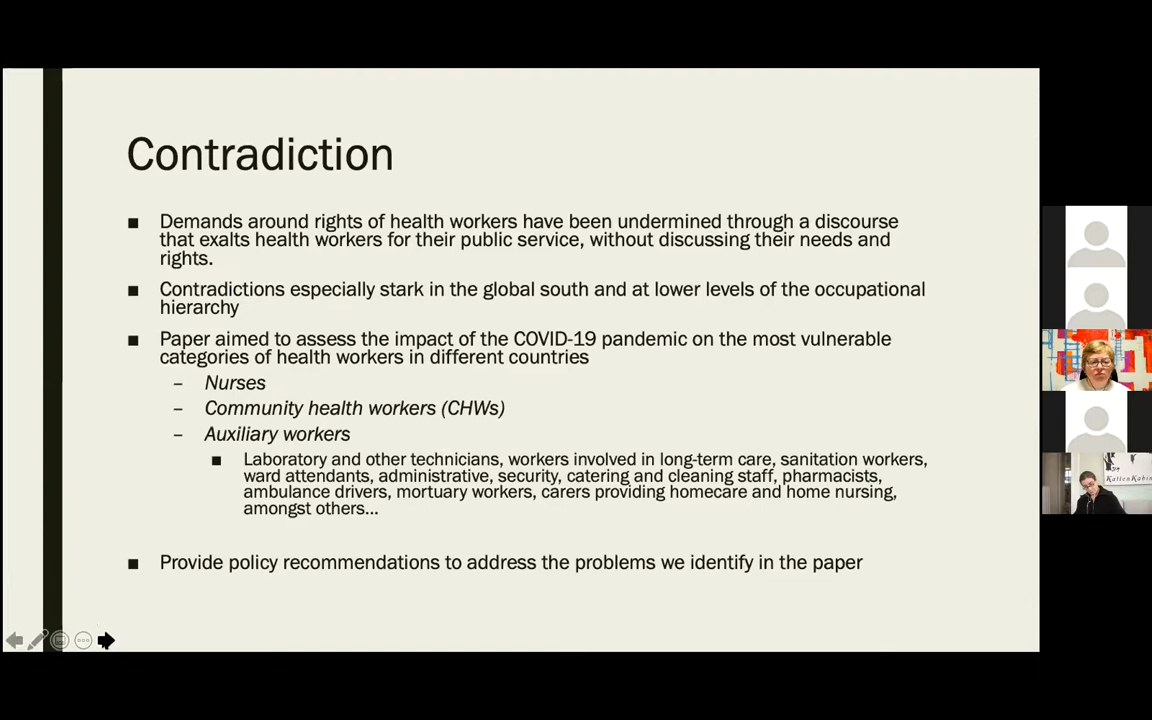 Contradiction
■ Demands around rights of health workers have been undermined through a discourse
that exalts health workers for their public service, without discussing their needs and
rights.
■ Contradictions especially stark in the global south and at lower levels of the occupational
hierarchy
■ Paper aimed to assess the impact of the COVID-19 pandemic on the most vulnerable
categories of health workers in different countries
– Nurses
– Community health workers (CHWs)
– Auxiliary workers
■ Laboratory and other technicians, workers involved in long-term care, sanitation workers,
ward attendants, administrative, security, catering and cleaning staff, pharmacists,
ambulance drivers, mortuary workers, carers providing homecare and home nursing,
amongst others...
■ Provide policy recommendations to address the problems we identify in the paper